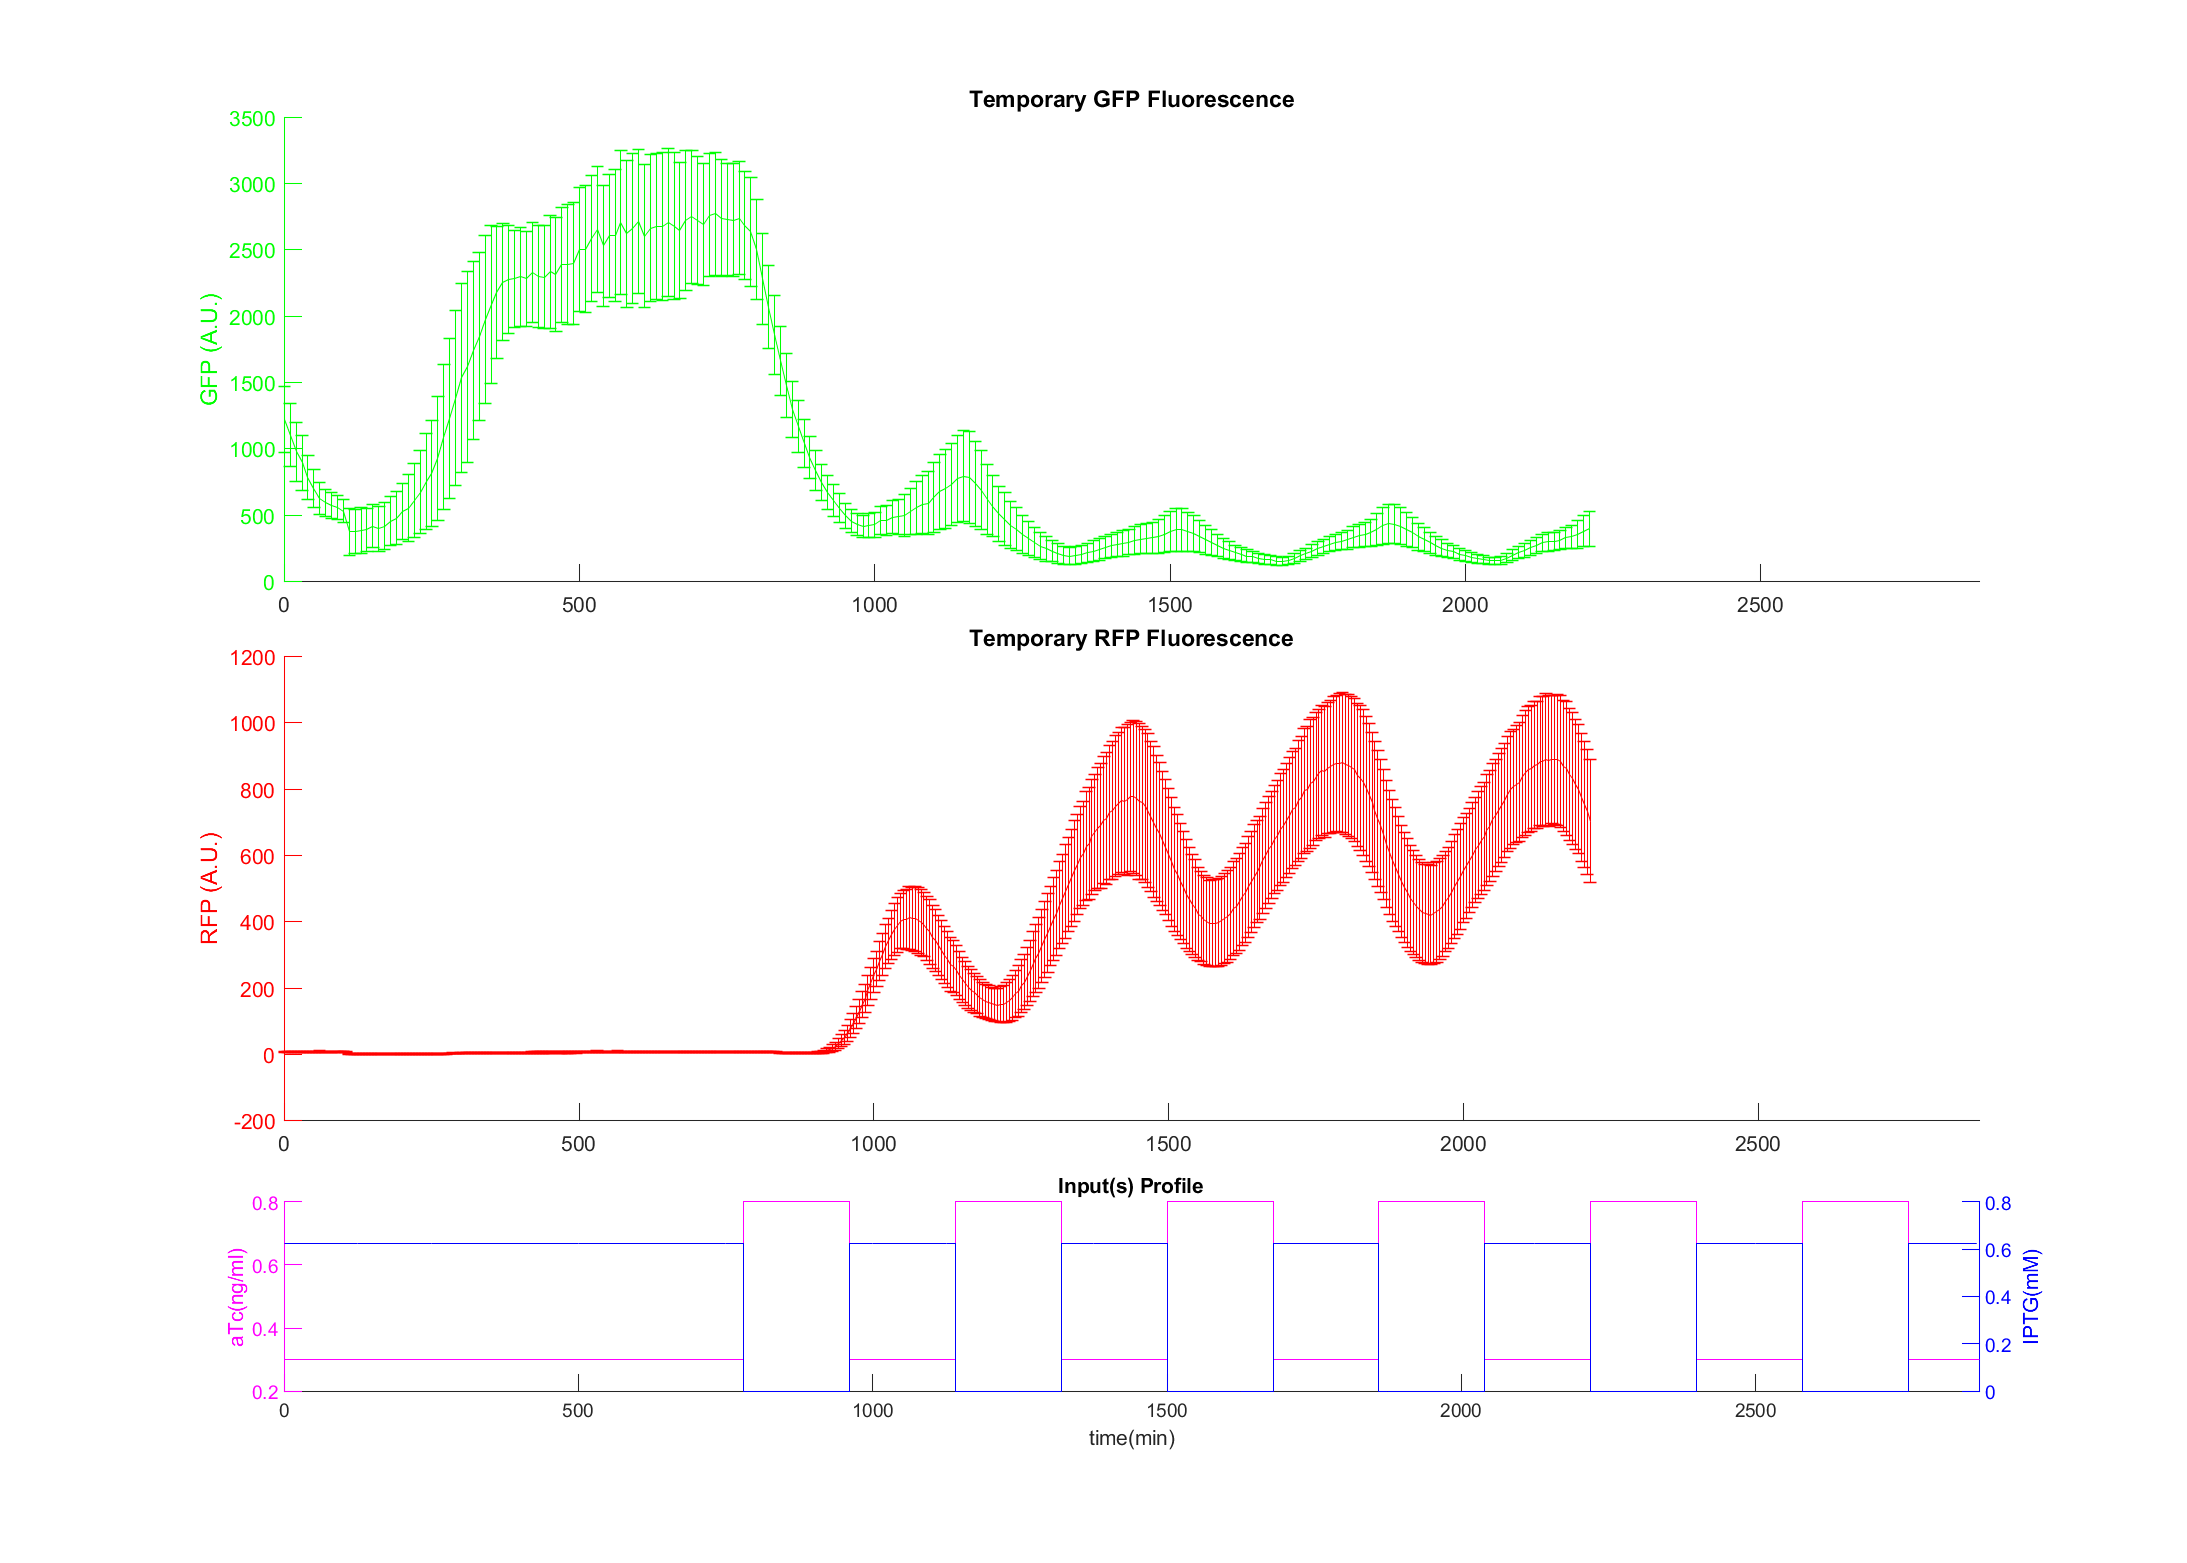 Temporary GFP Fluorescence
GFP (A.U.)
3500
3000
2500
2000
1500
1000
500
0
0 500 1000 1500 2000 2500
Temporary RFP Fluorescence
RFP (A.U.)
1200
1000
800
600
400
200
0
-200
0 500 1000 1500 2000 2500
Input(s) Profile
aTc(ng/ml)
0.8
0.6
0.4
0.2
IPTG(mM)
0.8
0.6
0.4
0.2
0
0 500 1000 1500 2000 2500
time(min)